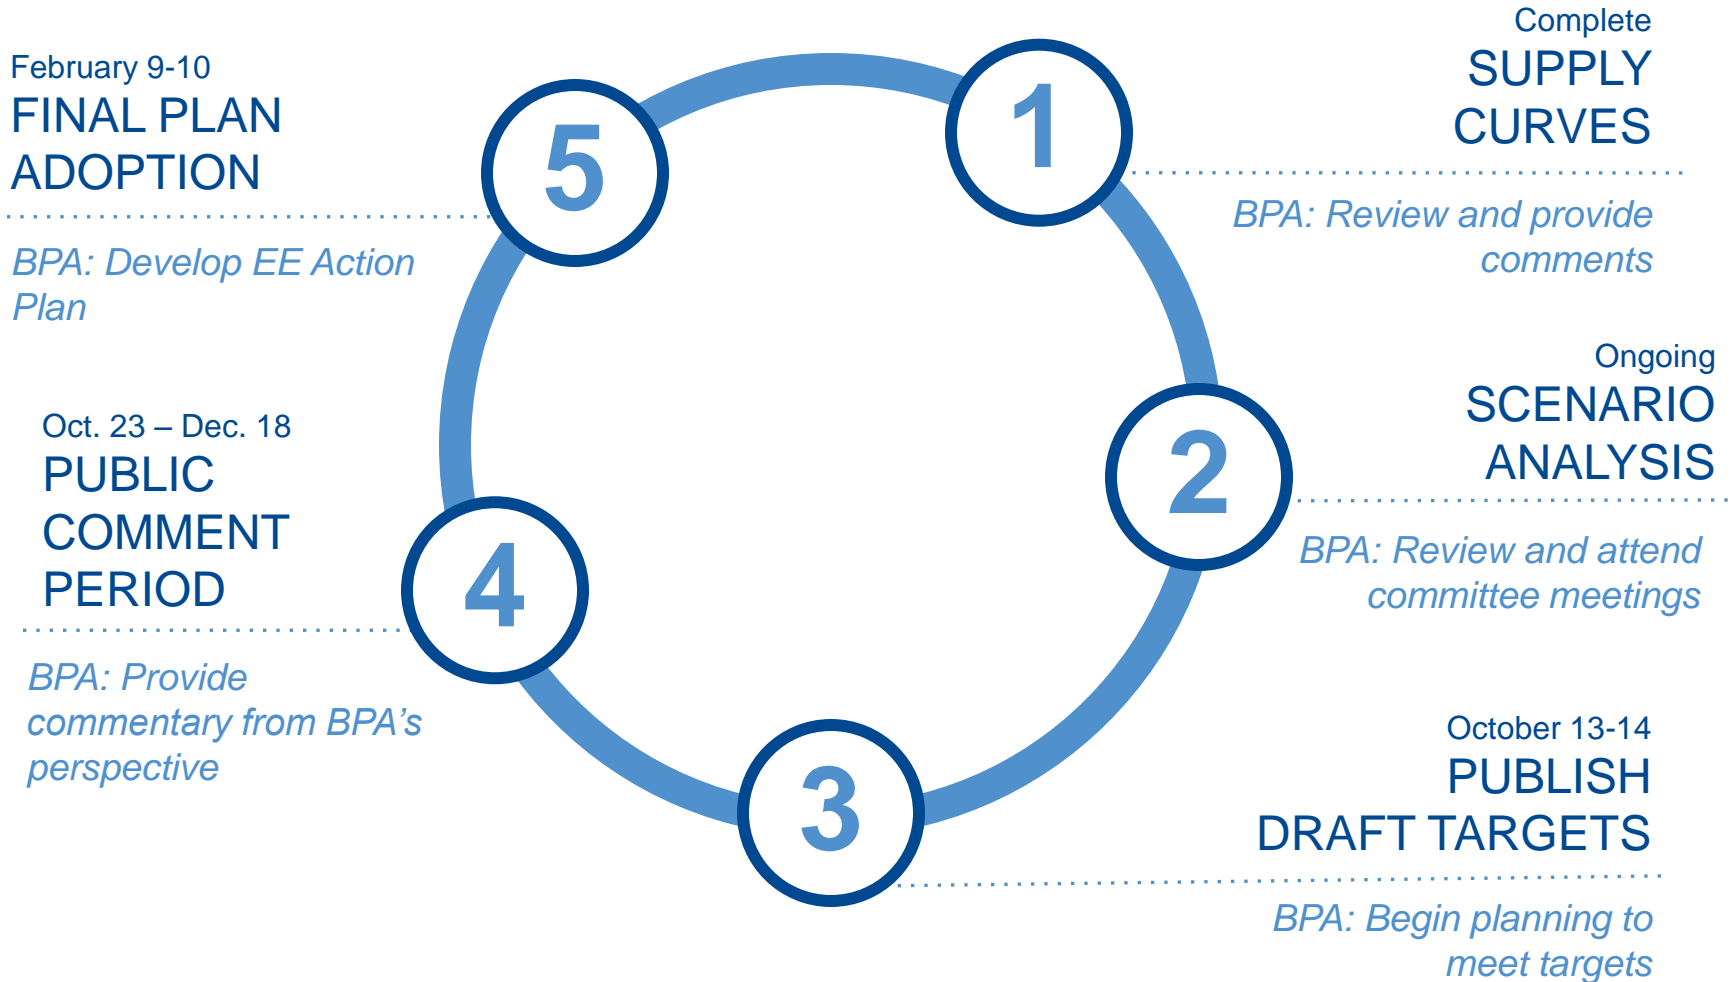 Complete
SUPPLY
CURVES
1
BPA: Review and provide
comments
Ongoing
SCENARIO
ANALYSIS
2
BPA: Review and attend
committee meetings
October 13-14
PUBLISH
DRAFT TARGETS
3
BPA: Begin planning to
meet targets
Oct. 23 – Dec. 18
PUBLIC
COMMENT
PERIOD
4
BPA: Provide
commentary from BPA’s
perspective
February 9-10
FINAL PLAN
ADOPTION
5
BPA: Develop EE Action
Plan